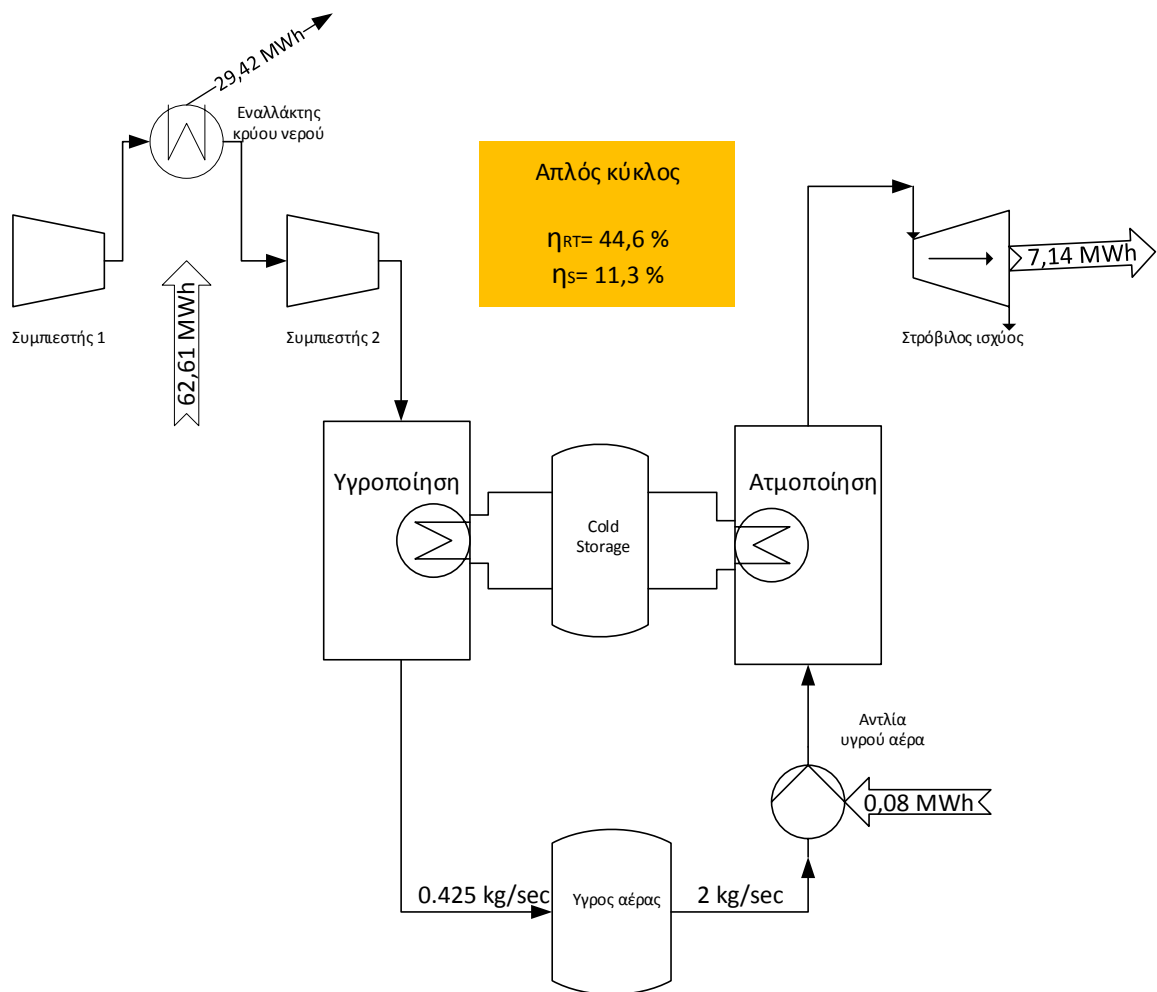 29,42 MWh
Εναλλάκτης
κρύου νερού
Απλός κύκλος
ηRT= 44,6 %
ηs= 11,3 %
7,14 MWh
Συμπιεστής 1
62,61 MWh
Συμπιεστής 2
Στρόβιλος ισχύος
Υγροποίηση
Cold
Storage
Ατμοποίηση
Αντλία
υγρού αέρα
0,08 MWh
0.425 kg/sec
Υγρος αέρας
2 kg/sec